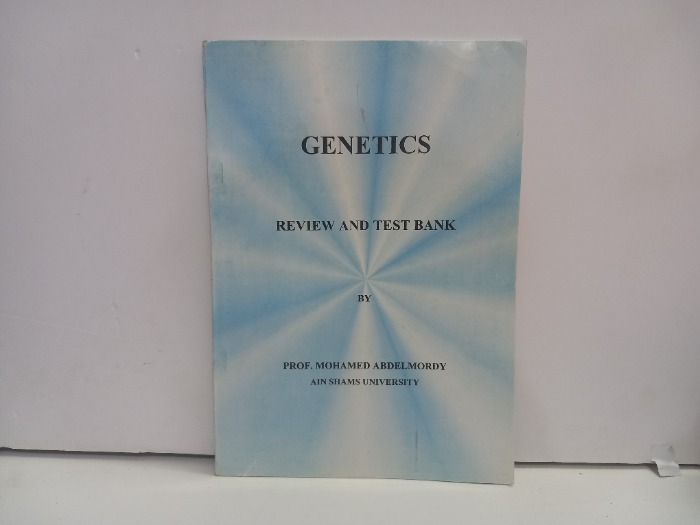 GENETICS
REVIEW AND TEST BANK
BY
PROF. MOHAMED ABDELMORDY
AIN SHAMS UNIVERSITY